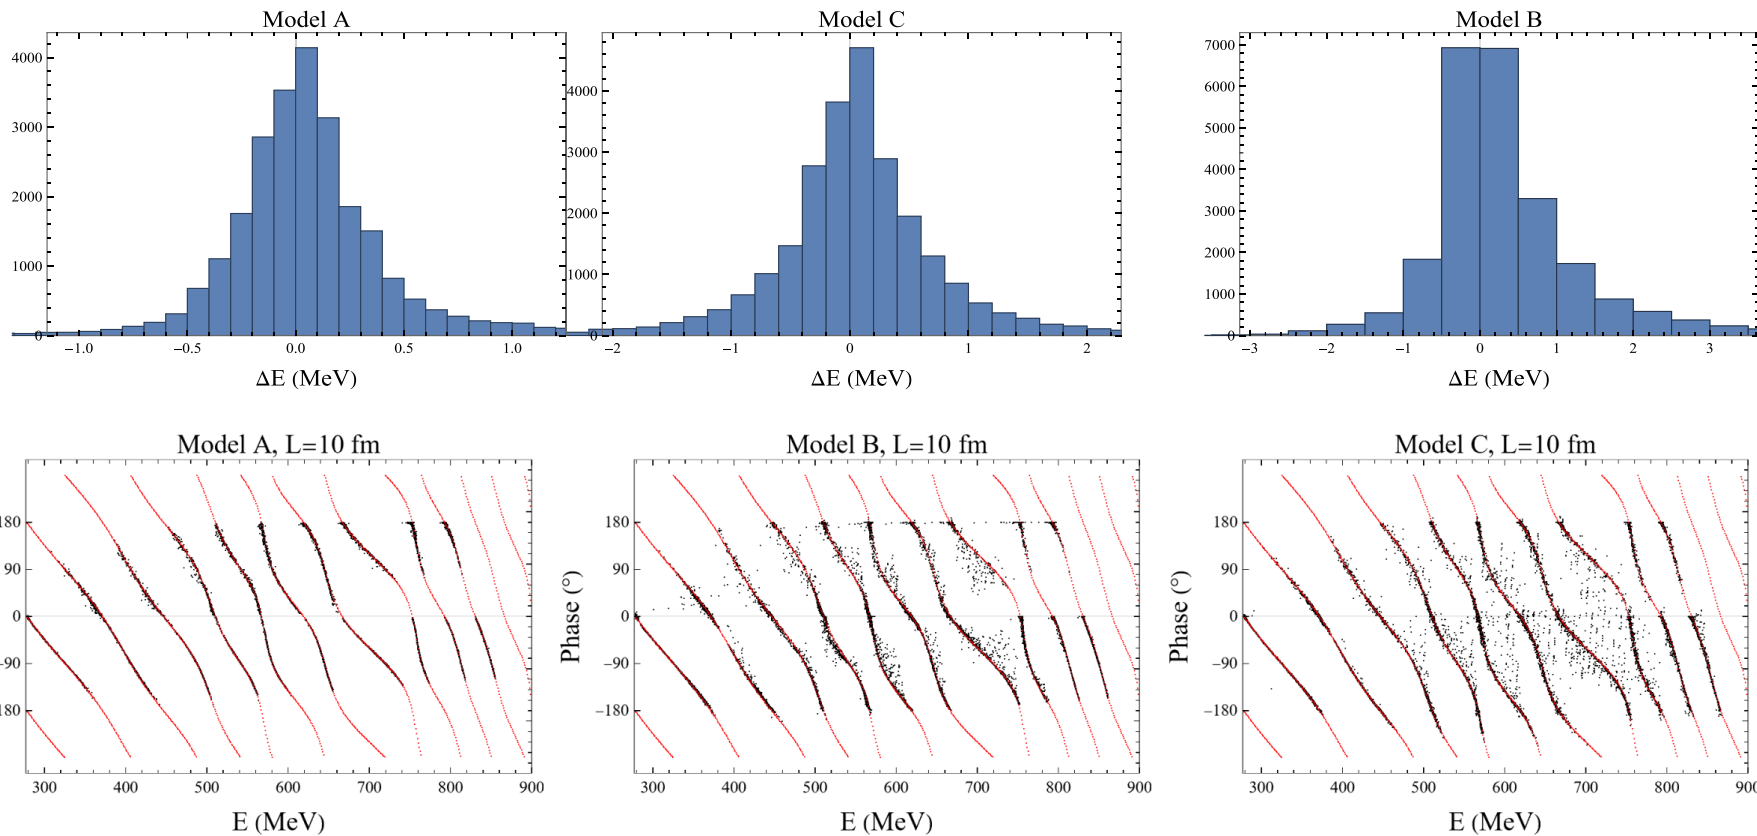 Model A
4000
3000
2000
1000
0
−1.0 −0.5 0.0 0.5 1.0
ΔE (MeV)
Model C
4000
3000
2000
1000
0
−2 −1 0 1 2
ΔE (MeV)
Model B
7000
6000
5000
4000
3000
2000
1000
0
−3 −2 −1 0 1 2 3
ΔE (MeV)
Model A, L=10 fm
180
90
0
−90
180
300 400 500 600 700 800 900
E (MeV)
Model B, L=10 fm
Phase (°)
180
90
0
−90
−180
300 400 500 600 700 800 900
E (MeV)
Model C, L=10 fm
Phase (°)
180
90
0
−90
−180
300 400 500 600 700 800 900
E (MeV)